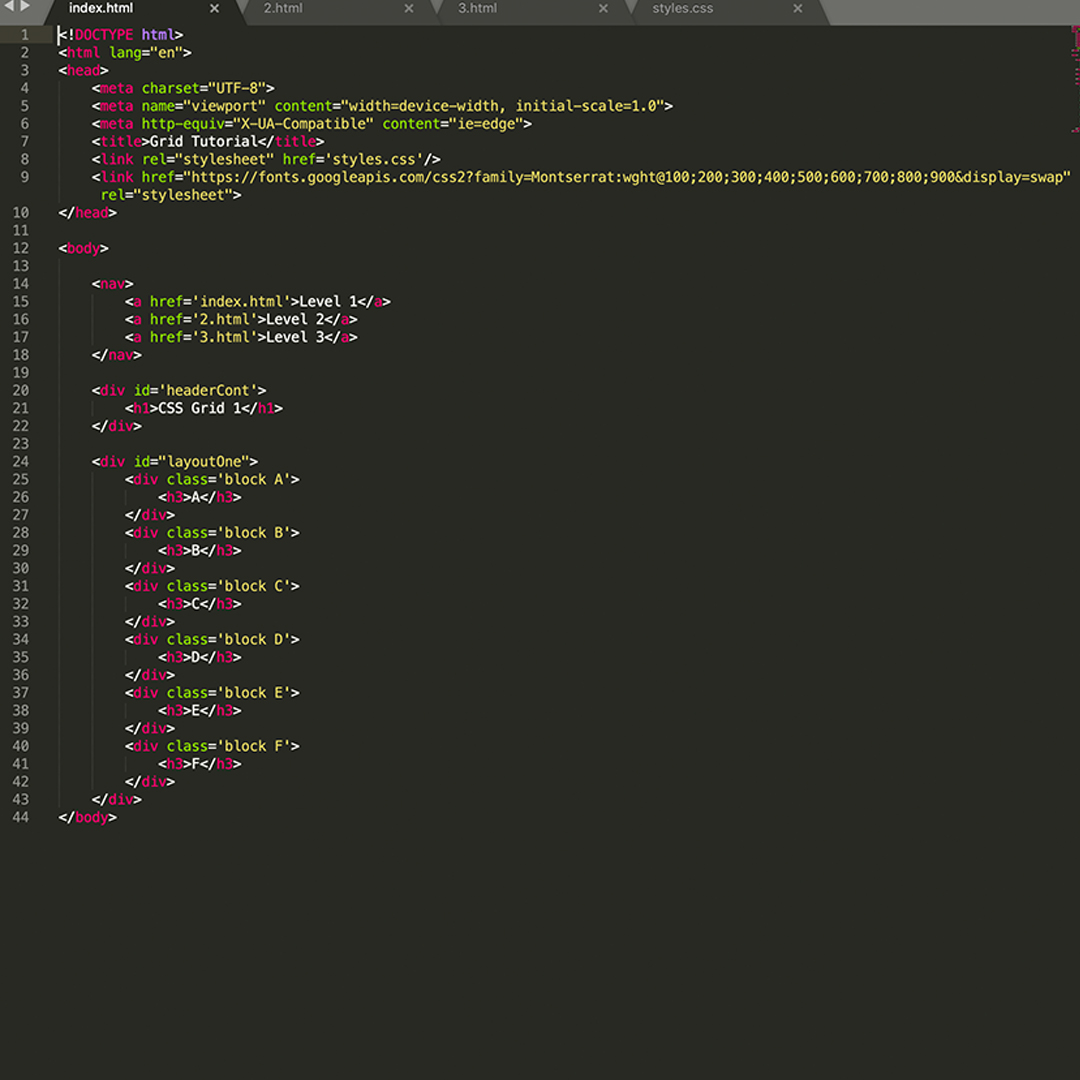 index.html × 2.html × 3.html × styles.css ×
1 <!DOCTYPE html>
2 <html lang="en">
3 <head>
4 <meta charset="UTF-8">
5 <meta name="viewport" content="width=device-width, initial-scale=1.0">
6 <meta http-equiv="X-UA-Compatible" content="ie=edge">
7 <title>Grid Tutorial</title>
8 <link rel="stylesheet" href='styles.css'/>
9 <link href="https://fonts.googleapis.com/css2?family=Montserrat:wght@100;200;300;400;500;600;700;800;900&display=swap"
rel="stylesheet">
10 </head>
11
12 <body>
13
14 <nav>
15 <a href='index.html'>Level 1</a>
16 <a href='2.html'>Level 2</a>
17 <a href='3.html'>Level 3</a>
18 </nav>
19
20 <div id='headerCont'>
21 <h1>CSS Grid 1</h1>
22 </div>
23
24 <div id="layoutOne">
25 <div class='block A'>
26 <h3>A</h3>
27 </div>
28 <div class='block B'>
29 <h3>B</h3>
30 </div>
31 <div class='block C'>
32 <h3>C</h3>
33 </div>
34 <div class='block D'>
35 <h3>D</h3>
36 </div>
37 <div class='block E'>
38 <h3>E</h3>
39 </div>
40 <div class='block F'>
41 <h3>F</h3>
42 </div>
43 </div>
44 </body>